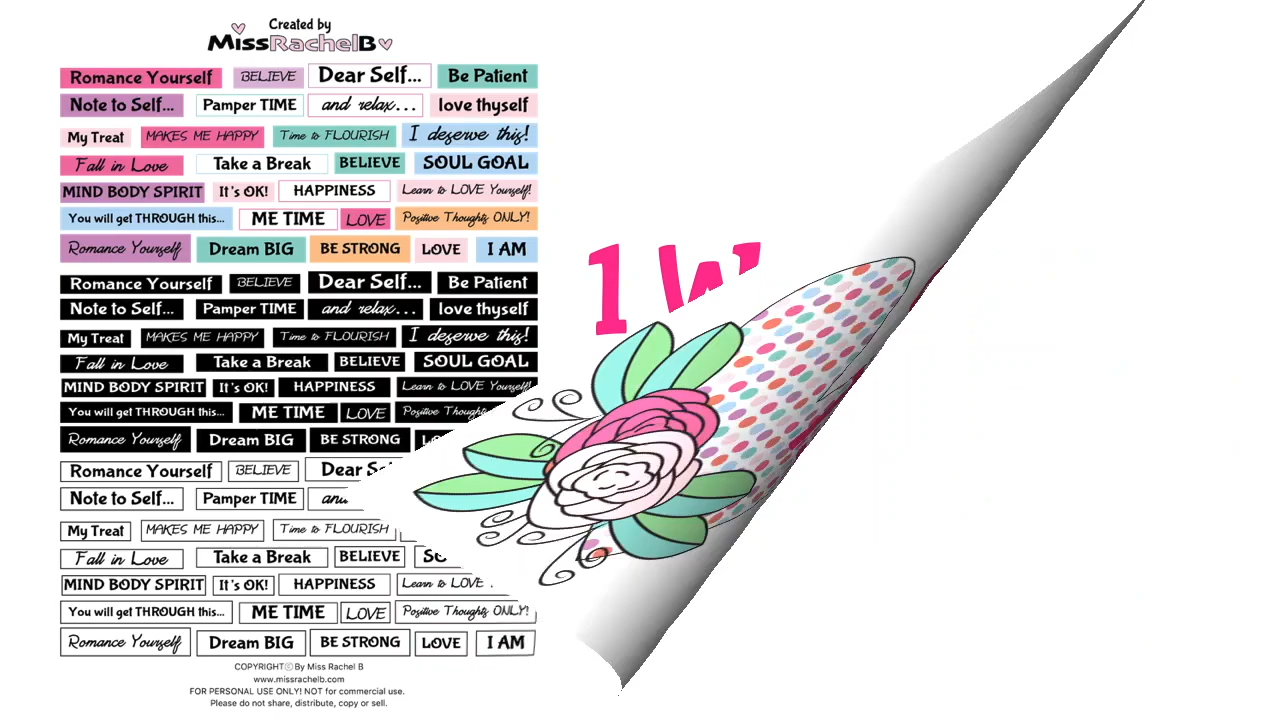 Created by
MissRachelB
Romance Yourself BELIEVE Dear Self... Be Patient
Note to Self... Pamper TIME and relax... love thyself
My Treat MAKES ME HAPPY Time to FLOURISH I deserve this!
Fall in Love Take a Break BELIEVE SOUL GOAL
MIND BODY SPIRIT It's OK! HAPPINESS Learn to LOVE Yourself!
You will get THROUGH this... ME TIME LOVE Positive Thoughts ONLY!
Romance Yourself Dream BIG BE STRONG LOVE I AM
Romance Yourself BELIEVE Dear Self... Be Patient
Note to Self... Pamper TIME and relax... love thyself
My Treat MAKES ME HAPPY Time to FLOURISH I deserve this!
Fall in Love Take a Break BELIEVE SOUL GOAL
MIND BODY SPIRIT It's OK! HAPPINESS Learn to LOVE Yourself!
You will get THROUGH this... ME TIME LOVE Positive
Romance Yourself Dream BIG BE STRONG
Romance Yourself BELIEVE Dear
Note to Self... Pamper TIME
My Treat MAKES ME HAPPY Time to FLOURISH
Fall in Love Take a Break BELIEVE
MIND BODY SPIRIT It's OK! HAPPINESS Learn to LOVE
You will get THROUGH this... ME TIME LOVE Positive Thoughts ONLY!
Romance Yourself Dream BIG BE STRONG LOVE I AM
COPYRIGHTⒸ By Miss Rachel B
www.missrachelb.com
FOR PERSONAL USE ONLY! NOT for commercial use.
Please do not share, distribute, copy or sell.
I W